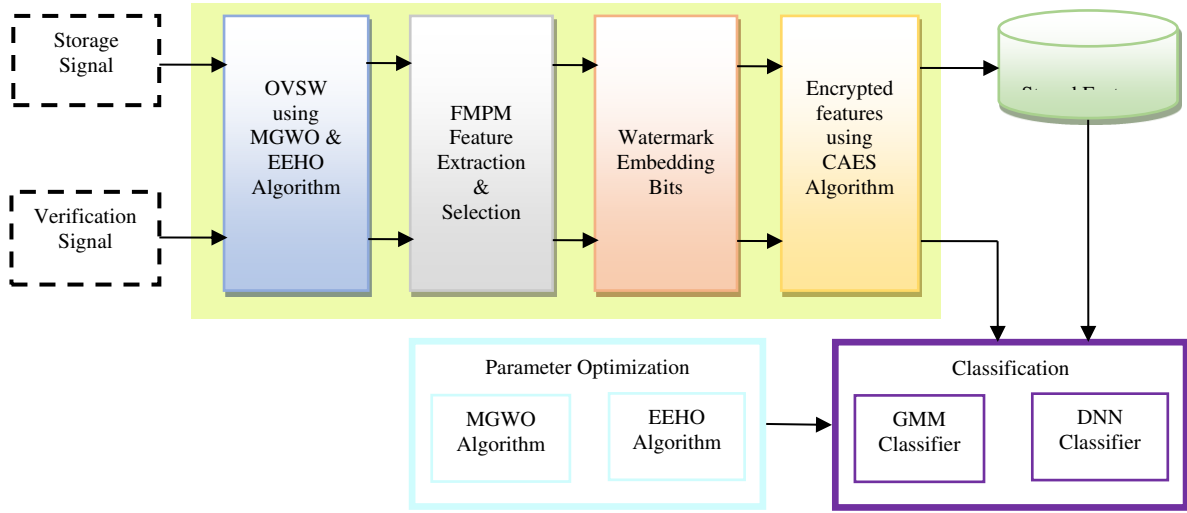 Storage
Signal
OVSW
using
MGWO &
EEHO
Algorithm
FMPM
Feature
Extraction
&
Selection
Watermark
Embedding
Bits
Encrypted
features
using
CAES
Algorithm
Verification
Signal
Parameter Optimization
MGWO
Algorithm
EEHO
Algorithm
Classification
GMM
Classifier
DNN
Classifier